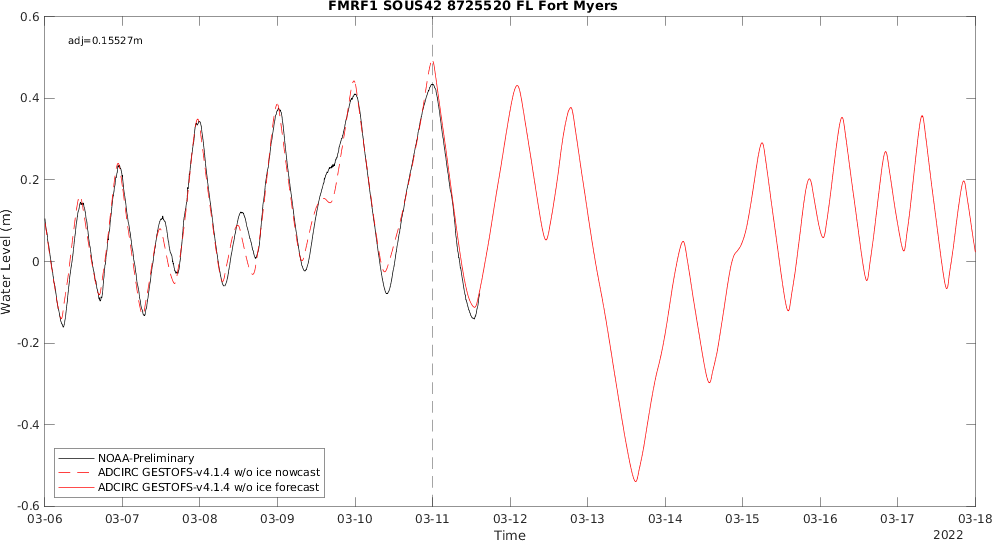 FMRF1 SOUS42 8725520 FL Fort Myers
adj=0.15527m
0.6
0.4
0.2
0
-0.2
-0.4
-0.6
Water Level (m)
NOAA-Preliminary
ADCIRC GESTOFS-v4.1.4 w/o ice nowcast
ADCIRC GESTOFS-v4.1.4 w/o ice forecast
03-06 03-07 03-08 03-09 03-10 03-11 03-12 03-13 03-14 03-15 03-16 03-17 03-18
Time
2022